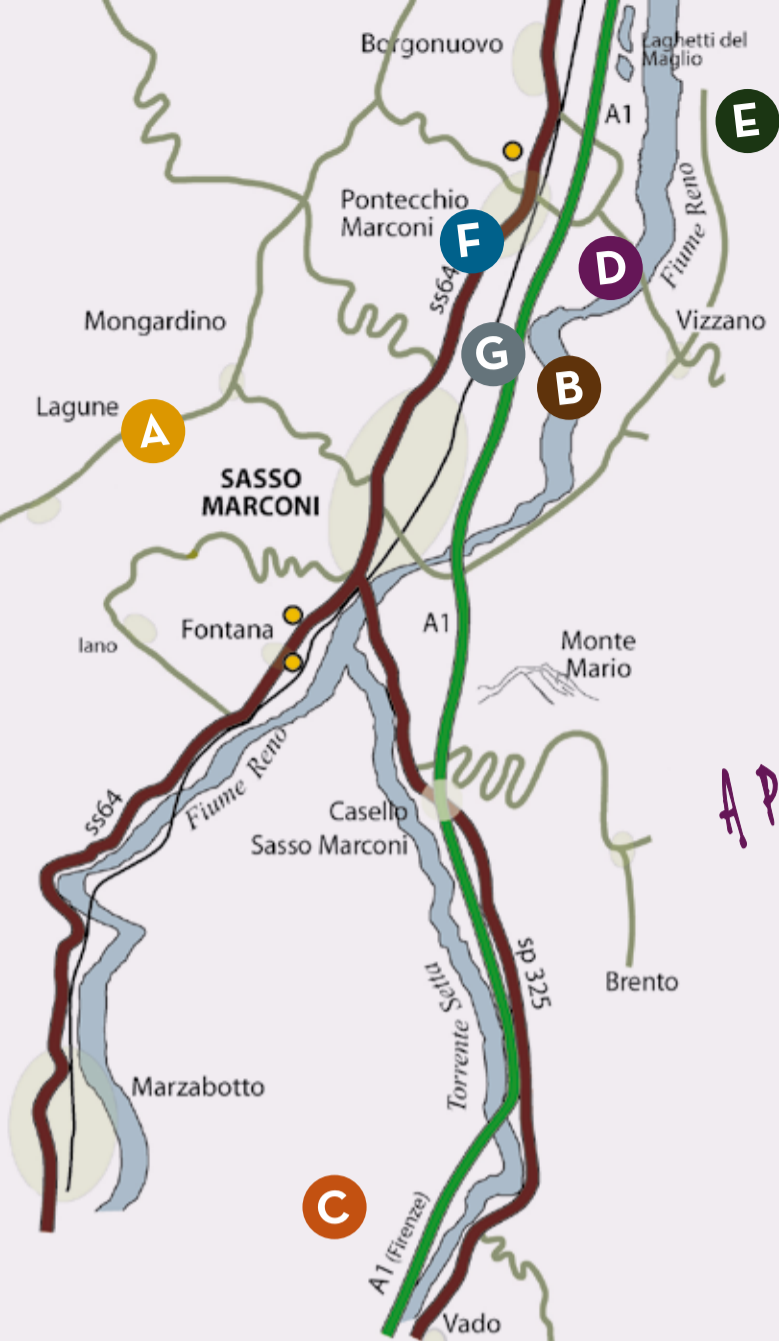 Borgonuovo
Laghetti del
Maglio
A1
E
Pontecchio
Marconi
F
Fiume Reno
D
ss64
Mongardino
Vizzano
G
B
Lagune
A
SASSO
MARCONI
Fontana
A1
Iano
Monte
Mario
Fiume Reno
ss64
A P
Casello
Sasso Marconi
sp 325
Torrente Setta
Brento
Marzabotto
C
A1 (Firenze)
Vado